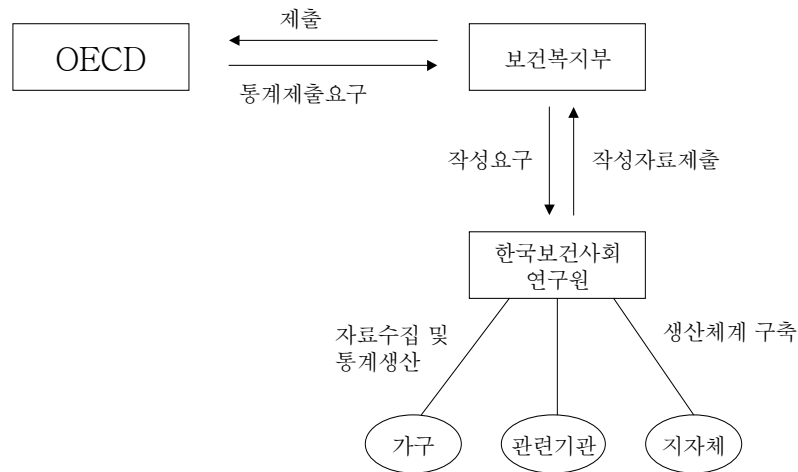 제출
OECD
보건복지부
통계제출요구
작성요구
작성자료제출
한국보건사회
연구원
자료수집 및
통계생산
생산체계 구축
가구
관련기관
지자체